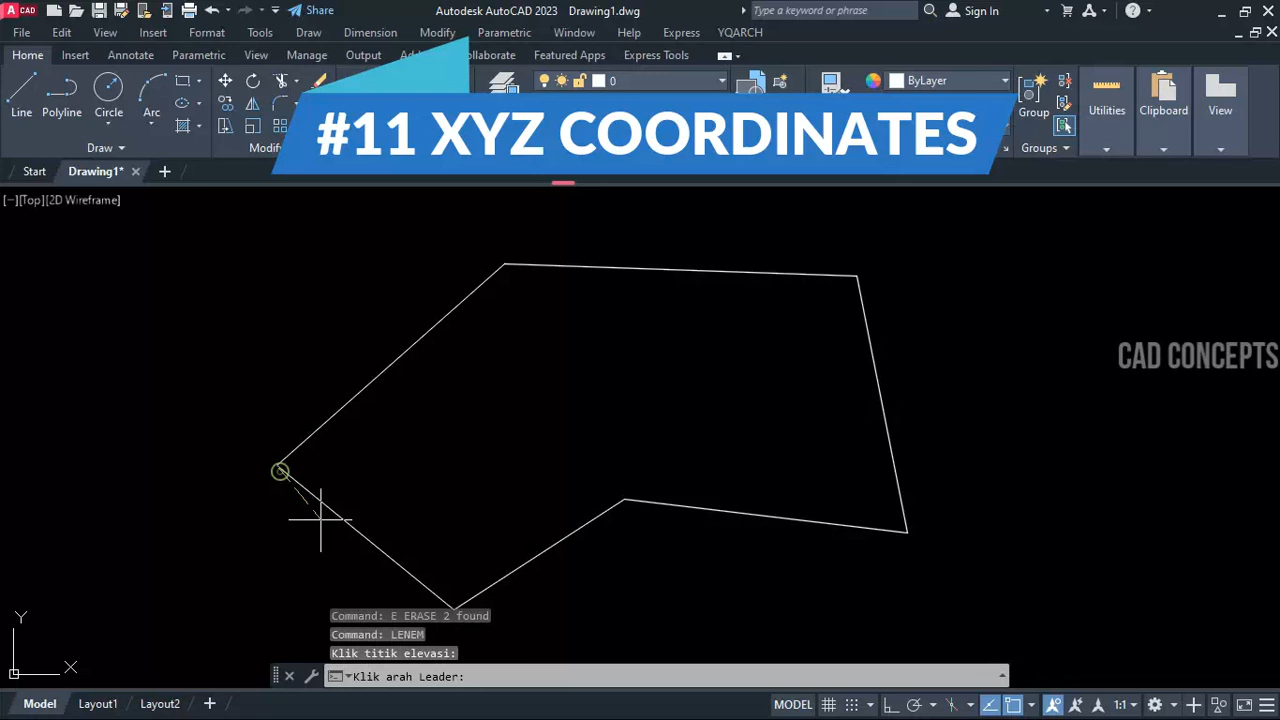 CAD Share Autodesk AutoCAD 2023 Drawing1.dwg Type a keyword or phrase Sign In
File Edit View Insert Format Tools Draw Dimension Modify Parametric Window Help Express YQARCH
Home Insert Annotate Parametric View Manage Output Featured Apps Express Tools
0 ByLayer
Line Polyline Circle Arc Group Utilities Clipboard View
#11 XYZ COORDINATES
Draw Groups
Start Drawing1*
[−][Top][2D Wireframe]
CAD CONCEPTS
Command: E ERASE 2 found
Command: LENEM
Klik titik elevasi:
Klik arah Leader:
Y
X
Model Layout1 Layout2 MODEL 1:1